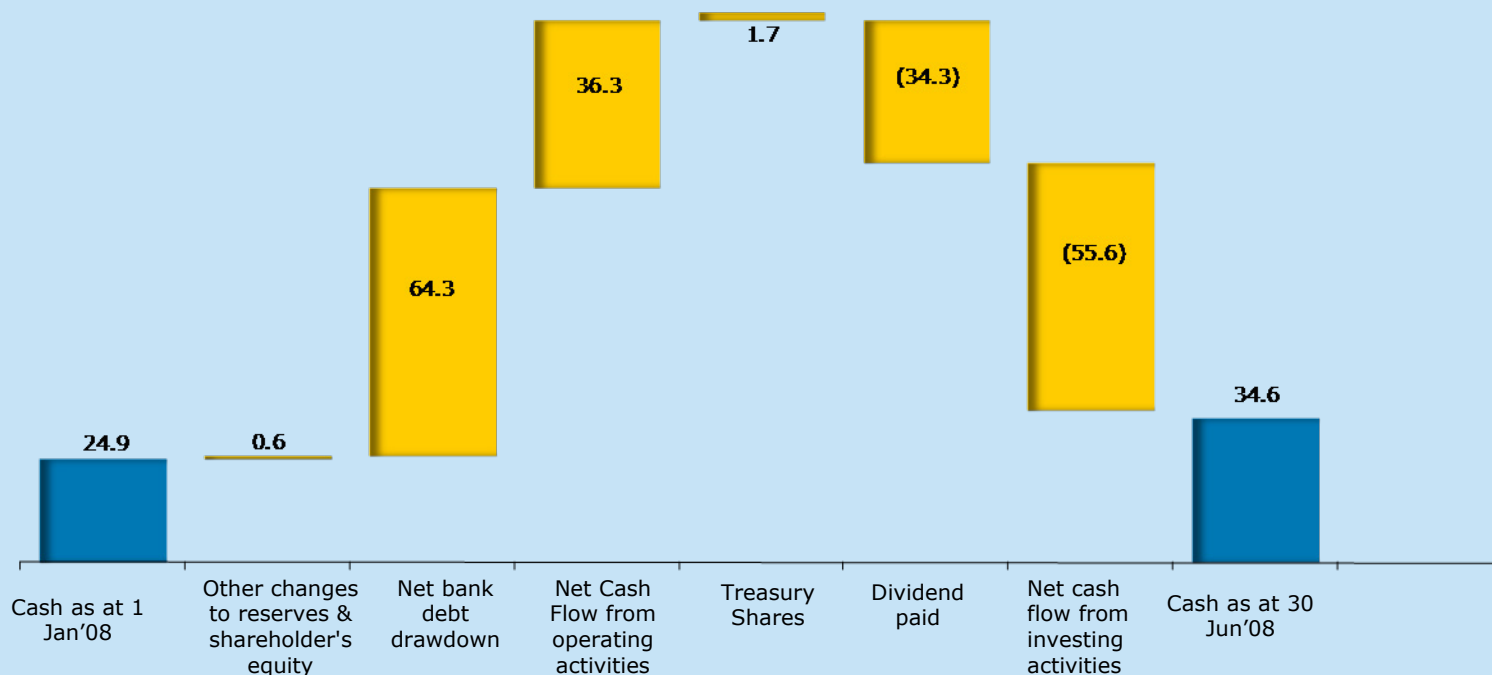 1.7
36.3
(34.3)
(55.6)
64.3
34.6
24.9
0.6
Cash as at 1
Jan’08
Other changes
to reserves &
shareholder's
equity
Net bank
debt
drawdown
Net Cash
Flow from
operating
activities
Treasury
Shares
Dividend
paid
Net cash
flow from
investing
activities
Cash as at 30
Jun’08